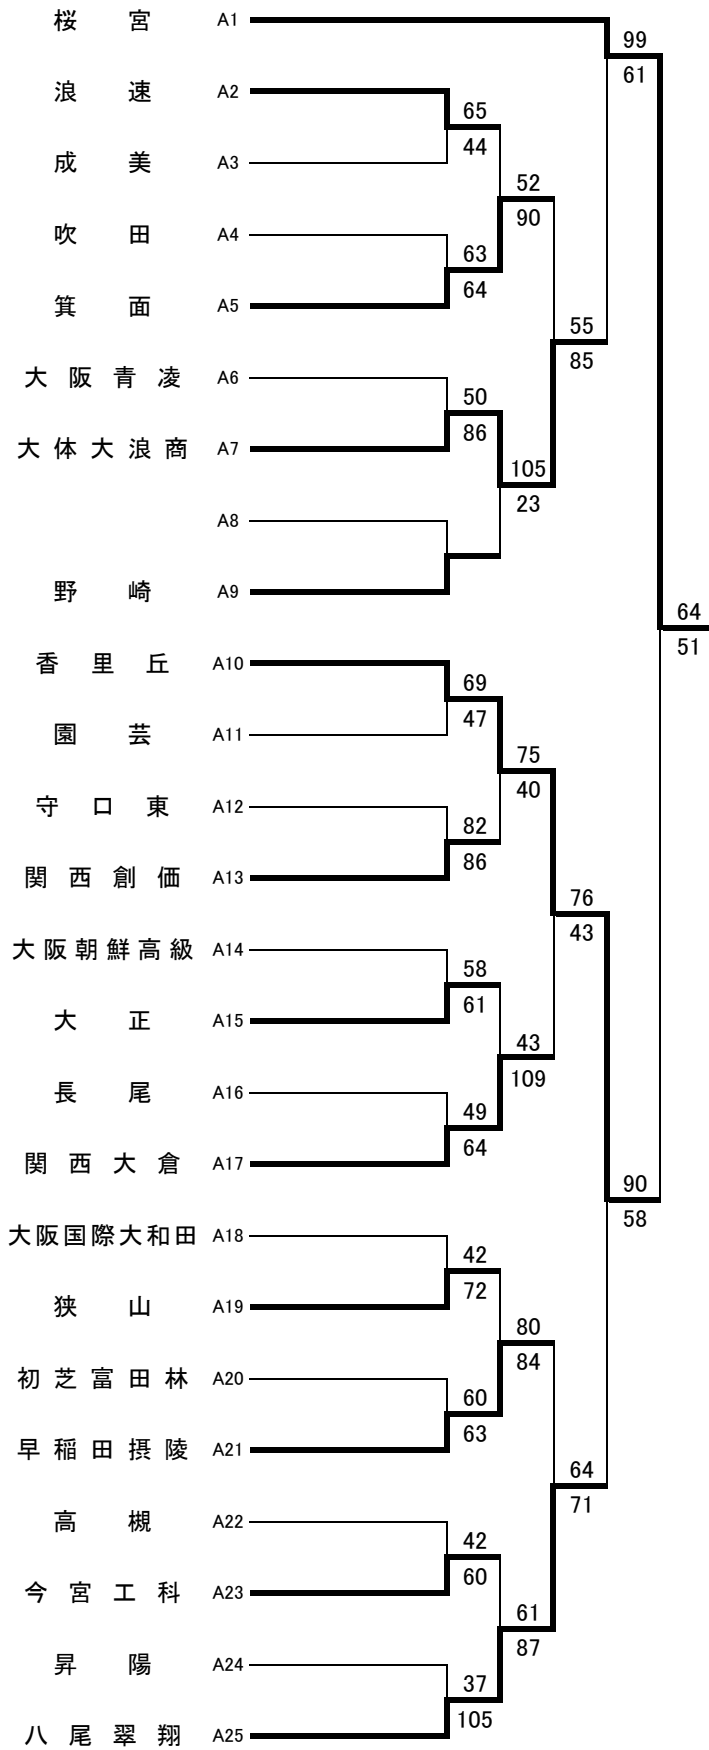 桜宮 A1
99
61
浪速 A2
65
44
成美 A3
52
90
吹田 A4
63
64
箕面 A5
55
85
大阪青凌 A6
50
86
大体大浪商 A7
105
23
A8
野崎 A9
64
51
香里丘 A10
69
47
園芸 A11
75
40
守口東 A12
82
86
関西創価 A13
76
43
大阪朝鮮高級 A14
58
61
大正 A15
43
109
長尾 A16
49
64
関西大倉 A17
90
58
大阪国際大和田 A18
42
72
狭山 A19
80
84
初芝富田林 A20
60
63
早稲田摂陵 A21
64
71
高槻 A22
42
60
今宮工科 A23
61
87
昇陽 A24
37
105
八尾翠翔 A25